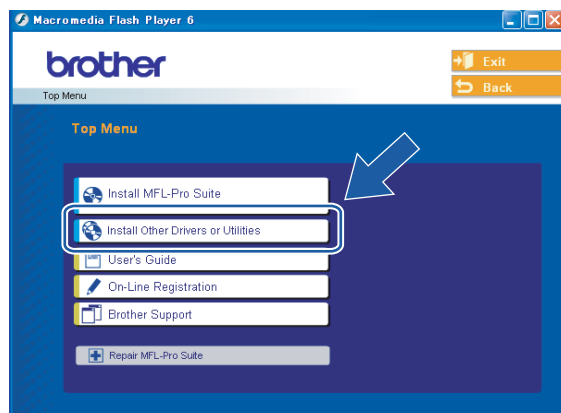 Macromedia Flash Player 6
brother
Exit
Back
Top Menu
Top Menu
Install MFL-Pro Suite
Install Other Drivers or Utilities
User's Guide
On-Line Registration
Brother Support
Repair MFL-Pro Suite